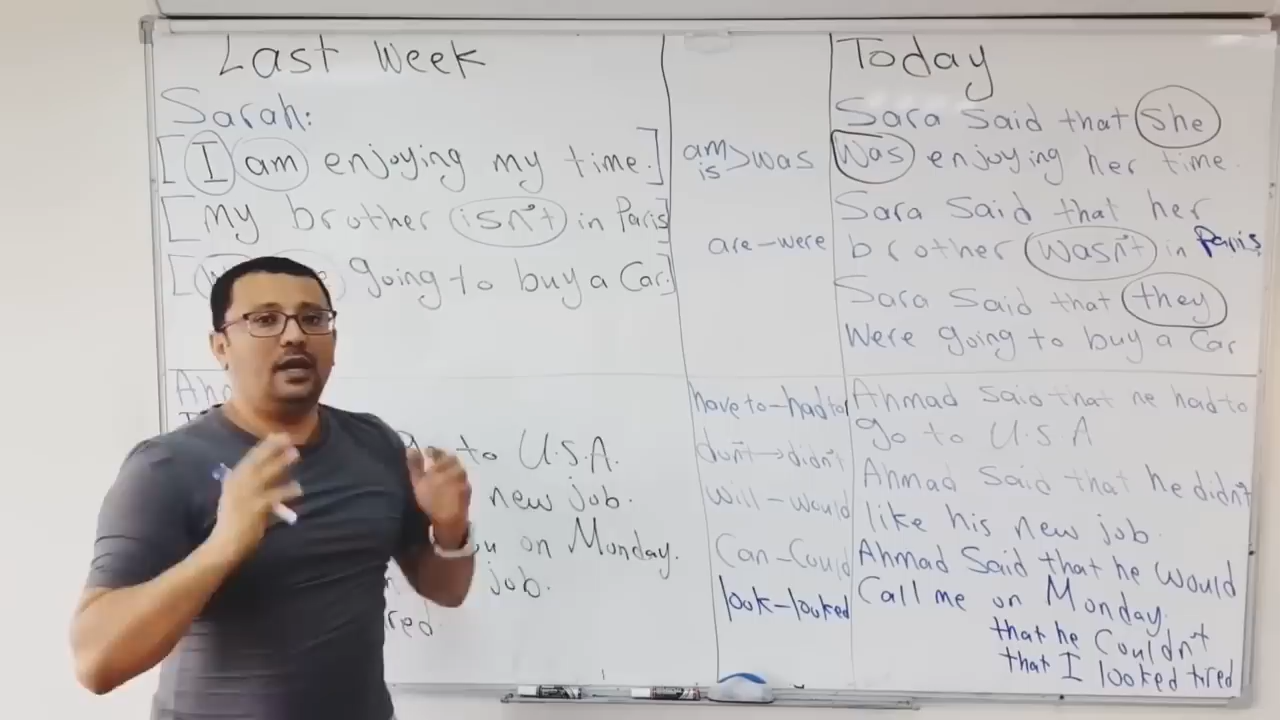 Last Week
Sarah:
[I am enjoying my time.]
[My brother isn't in Paris]
[ going to buy a Car.]
go to U.S.A.
new job.
on Monday.
job.
am
is > was
are-were
have to-had to
don't→didn't
Will-Would
Can-Could
look-looked
Today
Sara Said that she
Was enjoying her time.
Sara Said that her
brother wasn't in Paris.
Sara Said that they
Were going to buy a Car
Ahmad Said that he had to
go to U.S.A
Ahmad Said that he didn't
like his new job.
Ahmad Said that he Would
Call me on Monday.
that he Couldn't
that I looked tired